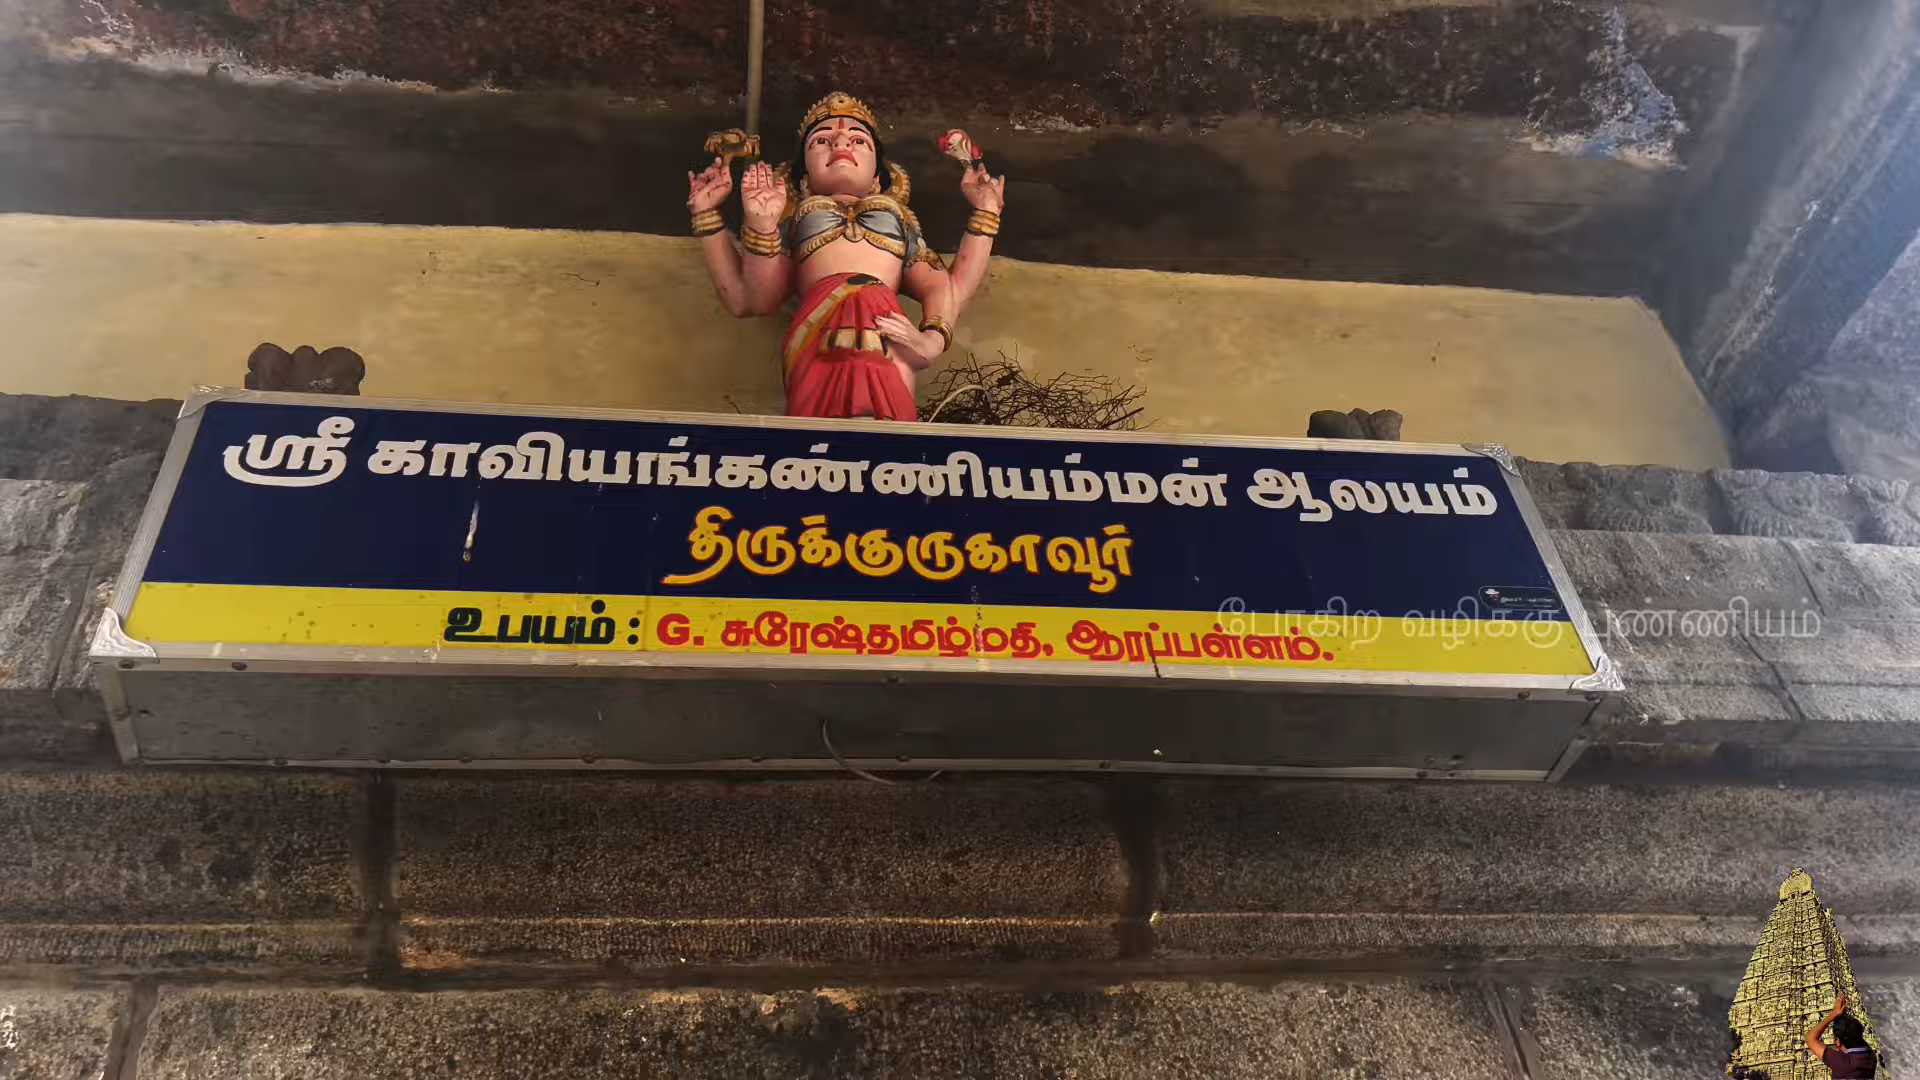 ஸ்ரீ காவியங்கண்ணியம்மன் ஆலயம்
திருக்குருகாவூர்
உபயம் : G. சுரேஷ்தமிழ்மதி, ஆரப்பள்ளம்.
போகிற வழிக்கு புண்ணியம்